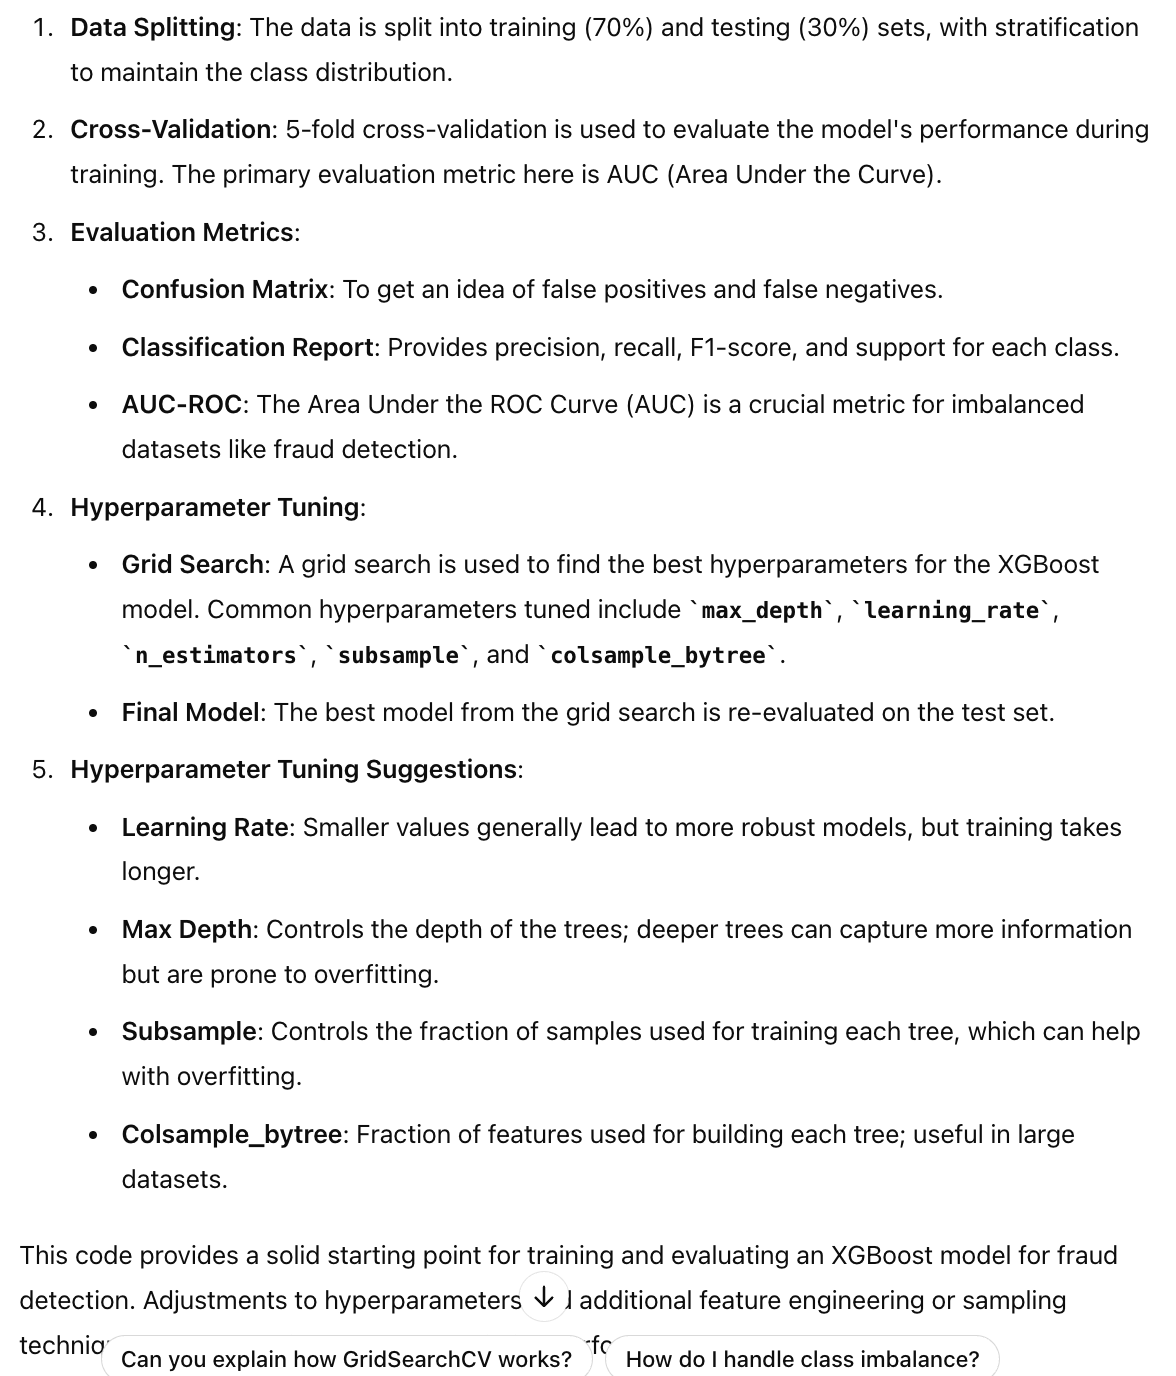 1. Data Splitting: The data is split into training (70%) and testing (30%) sets, with stratification
to maintain the class distribution.
2. Cross-Validation: 5-fold cross-validation is used to evaluate the model's performance during
training. The primary evaluation metric here is AUC (Area Under the Curve).
3. Evaluation Metrics:
• Confusion Matrix: To get an idea of false positives and false negatives.
• Classification Report: Provides precision, recall, F1-score, and support for each class.
• AUC-ROC: The Area Under the ROC Curve (AUC) is a crucial metric for imbalanced
datasets like fraud detection.
4. Hyperparameter Tuning:
• Grid Search: A grid search is used to find the best hyperparameters for the XGBoost
model. Common hyperparameters tuned include `max_depth`, `learning_rate`,
`n_estimators`, `subsample`, and `colsample_bytree`.
• Final Model: The best model from the grid search is re-evaluated on the test set.
5. Hyperparameter Tuning Suggestions:
• Learning Rate: Smaller values generally lead to more robust models, but training takes
longer.
• Max Depth: Controls the depth of the trees; deeper trees can capture more information
but are prone to overfitting.
• Subsample: Controls the fraction of samples used for training each tree, which can help
with overfitting.
• Colsample_bytree: Fraction of features used for building each tree; useful in large
datasets.
This code provides a solid starting point for training and evaluating an XGBoost model for fraud
detection. Adjustments to hyperparameters additional feature engineering or sampling
Can you explain how GridSearchCV works? How do I handle class imbalance?